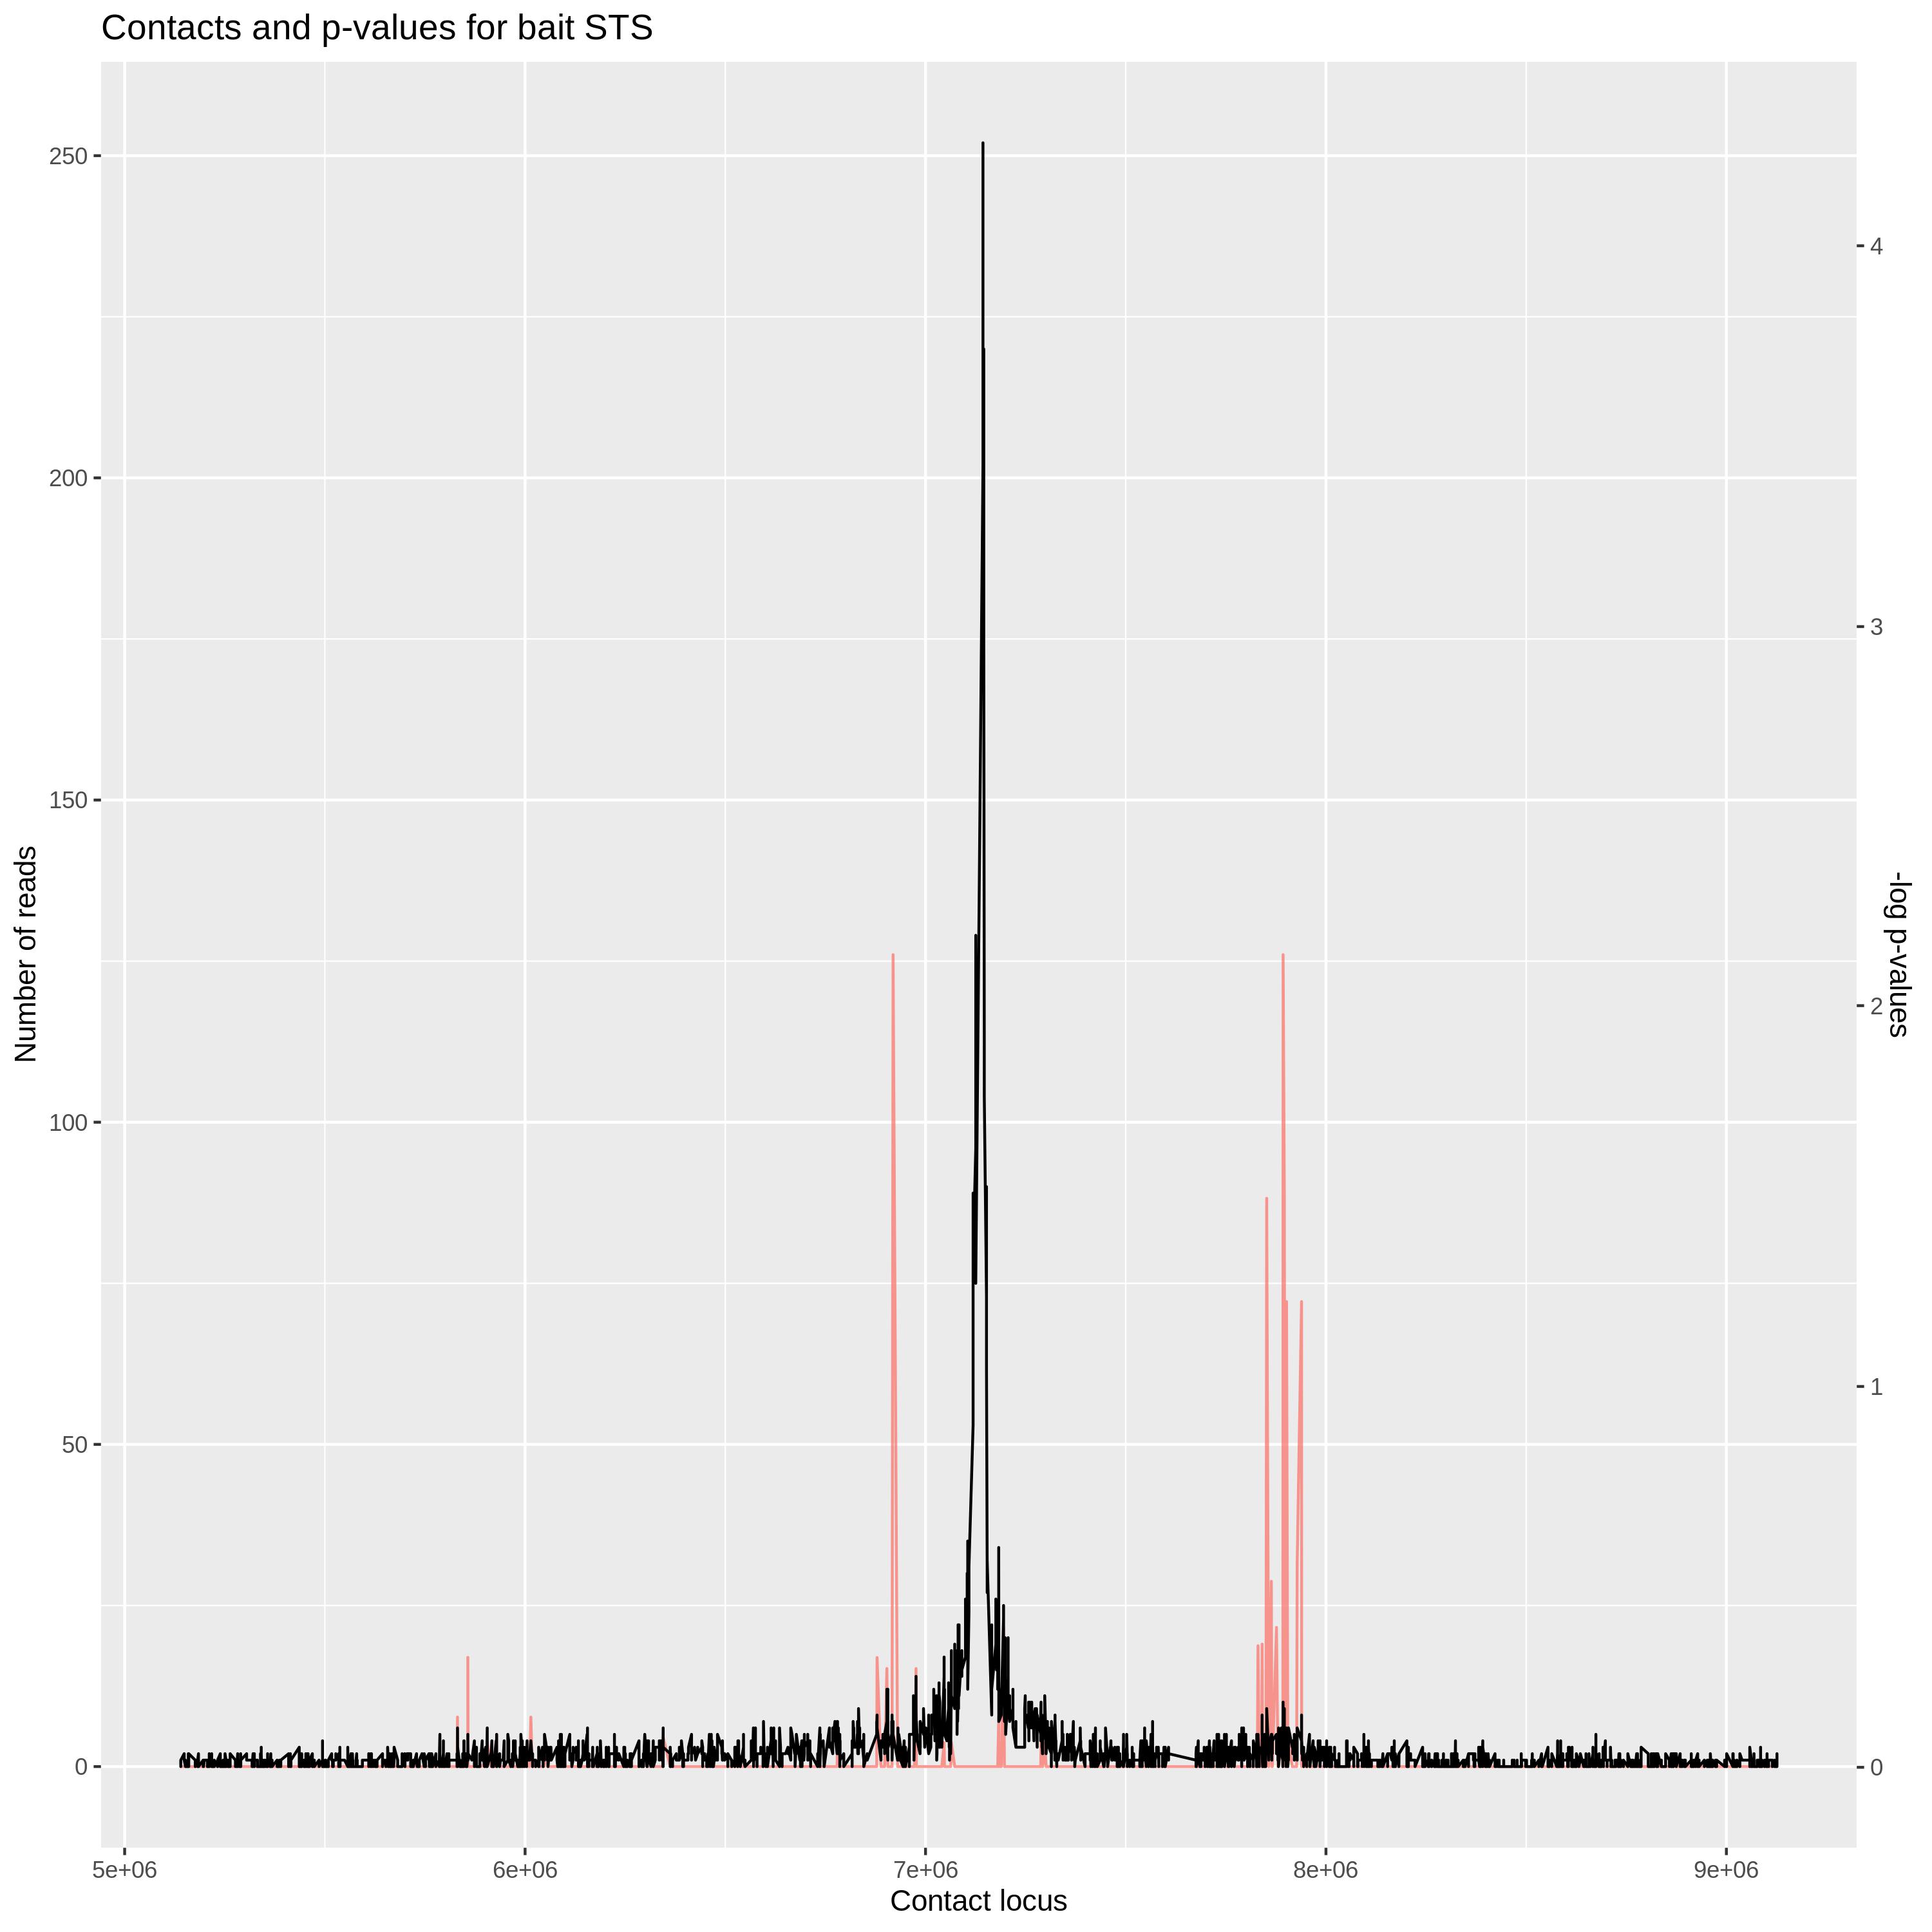 Contacts and p-values for bait STS
250
200
150
100
50
0
Number of reads
4
3
2
1
0
-log p-values
5e+06
6e+06
7e+06
8e+06
9e+06
Contact locus